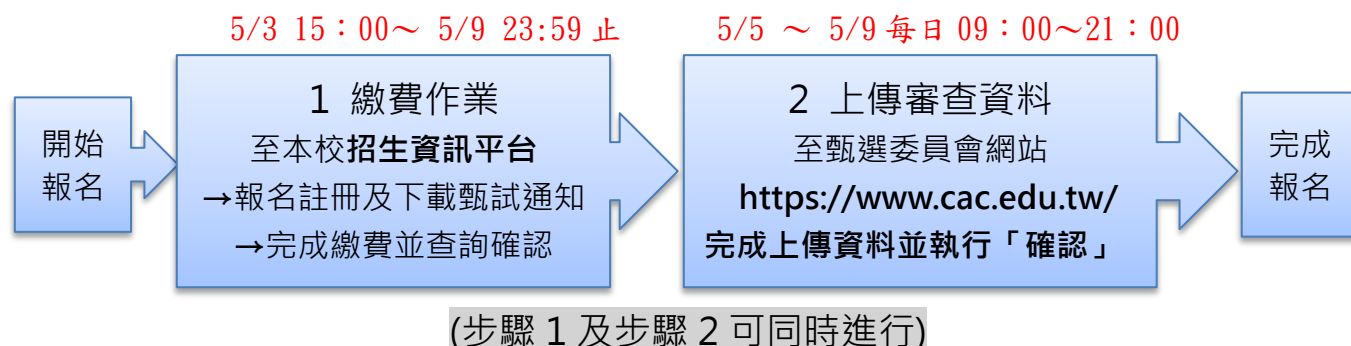 5/3 15：00～ 5/9 23:59 止
5/5 ～ 5/9 每日 09：00～21：00
開始
報名
1 繳費作業
至本校招生資訊平台
→報名註冊及下載甄試通知
→完成繳費並查詢確認
2 上傳審查資料
至甄選委員會網站
https://www.cac.edu.tw/
完成上傳資料並執行「確認」
完成
報名
(步驟 1 及步驟 2 可同時進行)